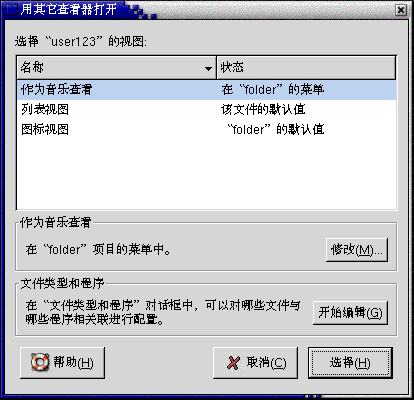 用其它查看器打开
选择“user123”的视图:
名称 状态
作为音乐查看 在“folder”的菜单
列表视图 该文件的默认值
图标视图 “folder”的默认值
作为音乐查看
在“folder”项目的菜单中。 修改(M)...
文件类型和程序
在“文件类型和程序”对话框中，可以对哪些文件与
哪些程序相关联进行配置。 开始编辑(G)
帮助(H) 取消(C) 选择(H)